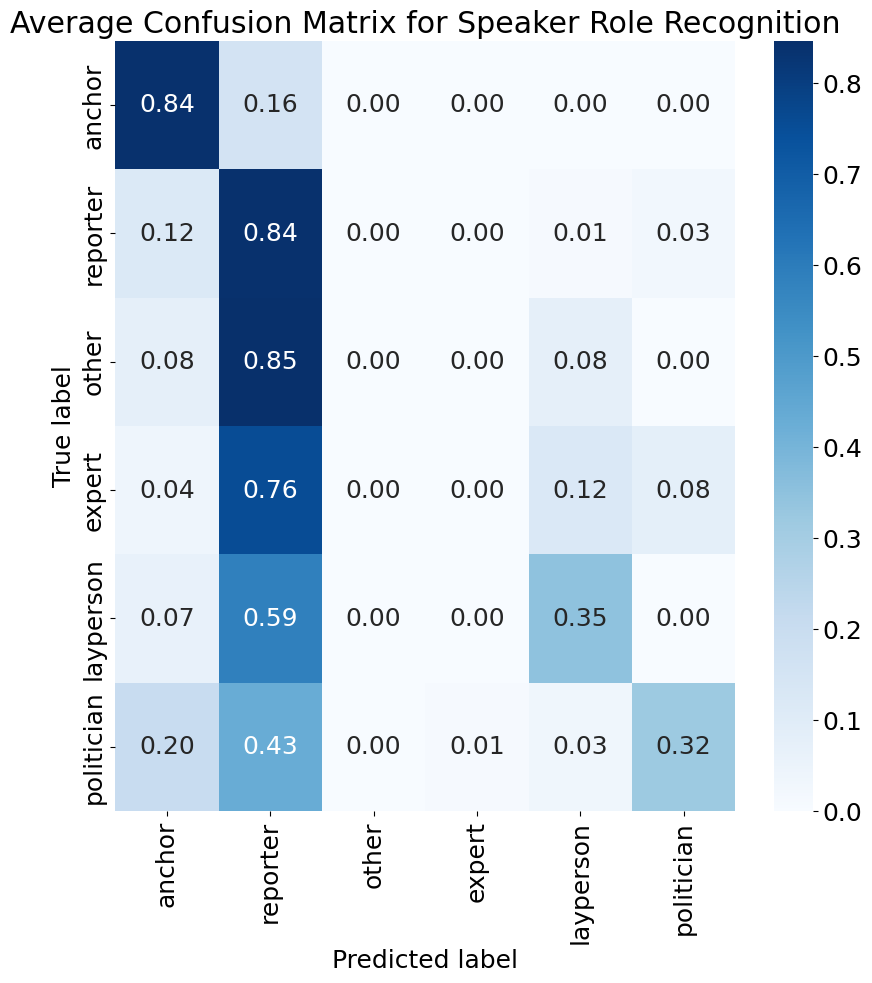 Average Confusion Matrix for Speaker Role Recognition
anchor 0.84 0.16 0.00 0.00 0.00 0.00
reporter 0.12 0.84 0.00 0.00 0.01 0.03
other 0.08 0.85 0.00 0.00 0.08 0.00
expert 0.04 0.76 0.00 0.00 0.12 0.08
layperson 0.07 0.59 0.00 0.00 0.35 0.00
politician 0.20 0.43 0.00 0.01 0.03 0.32
True label
anchor reporter other expert layperson politician
Predicted label
0.8
0.7
0.6
0.5
0.4
0.3
0.2
0.1
0.0